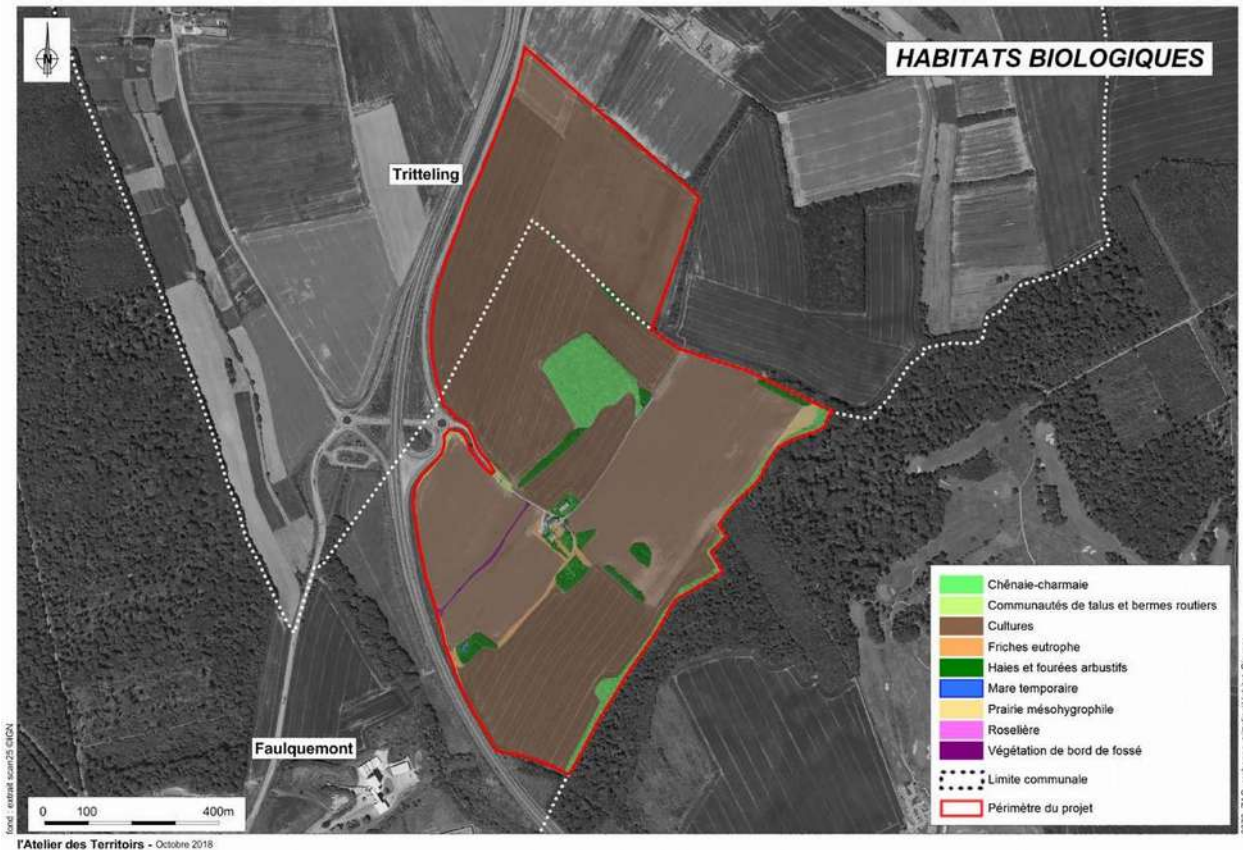 N
HABITATS BIOLOGIQUES
Tritteling
Faulquemont
Chênaie-charmaie
Communautés de talus et bermes routiers
Cultures
Friches eutrophe
Haies et fourées arbustifs
Mare temporaire
Prairie mésohygrophile
Roselière
Végétation de bord de fossé
Limite communale
Périmètre du projet
0 100 400m
fond : extrait scan25 ©IGN
l'Atelier des Territoirs - Octobre 2018